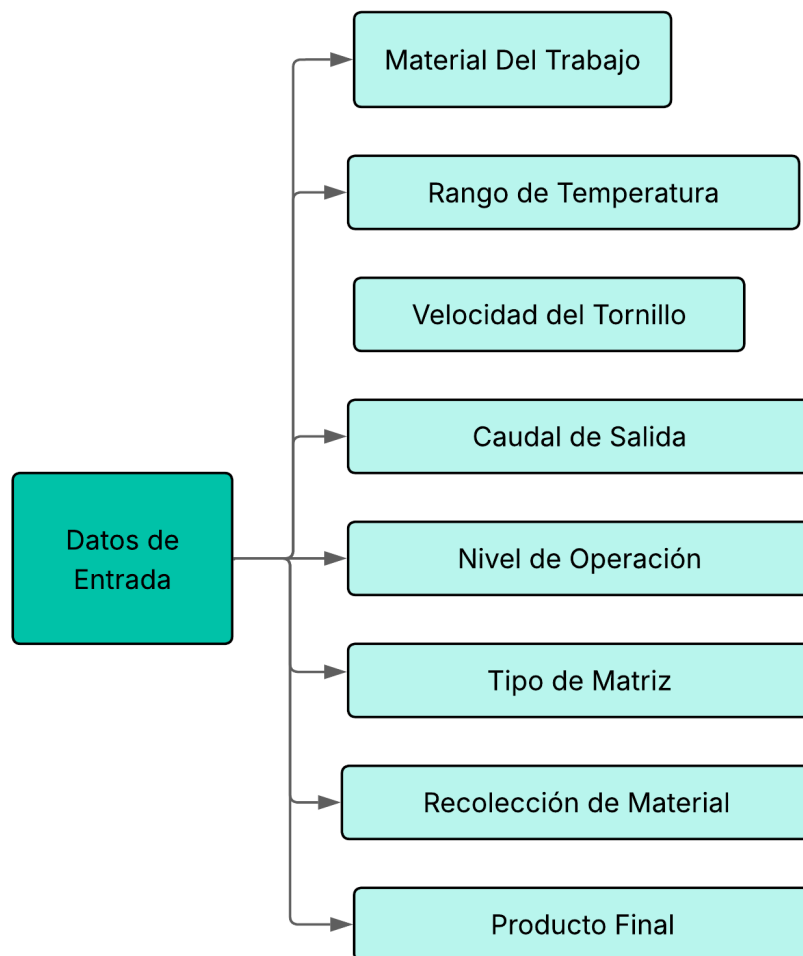 Material Del Trabajo
Rango de Temperatura
Velocidad del Tornillo
Caudal de Salida
Datos de
Entrada
Nivel de Operación
Tipo de Matriz
Recolección de Material
Producto Final